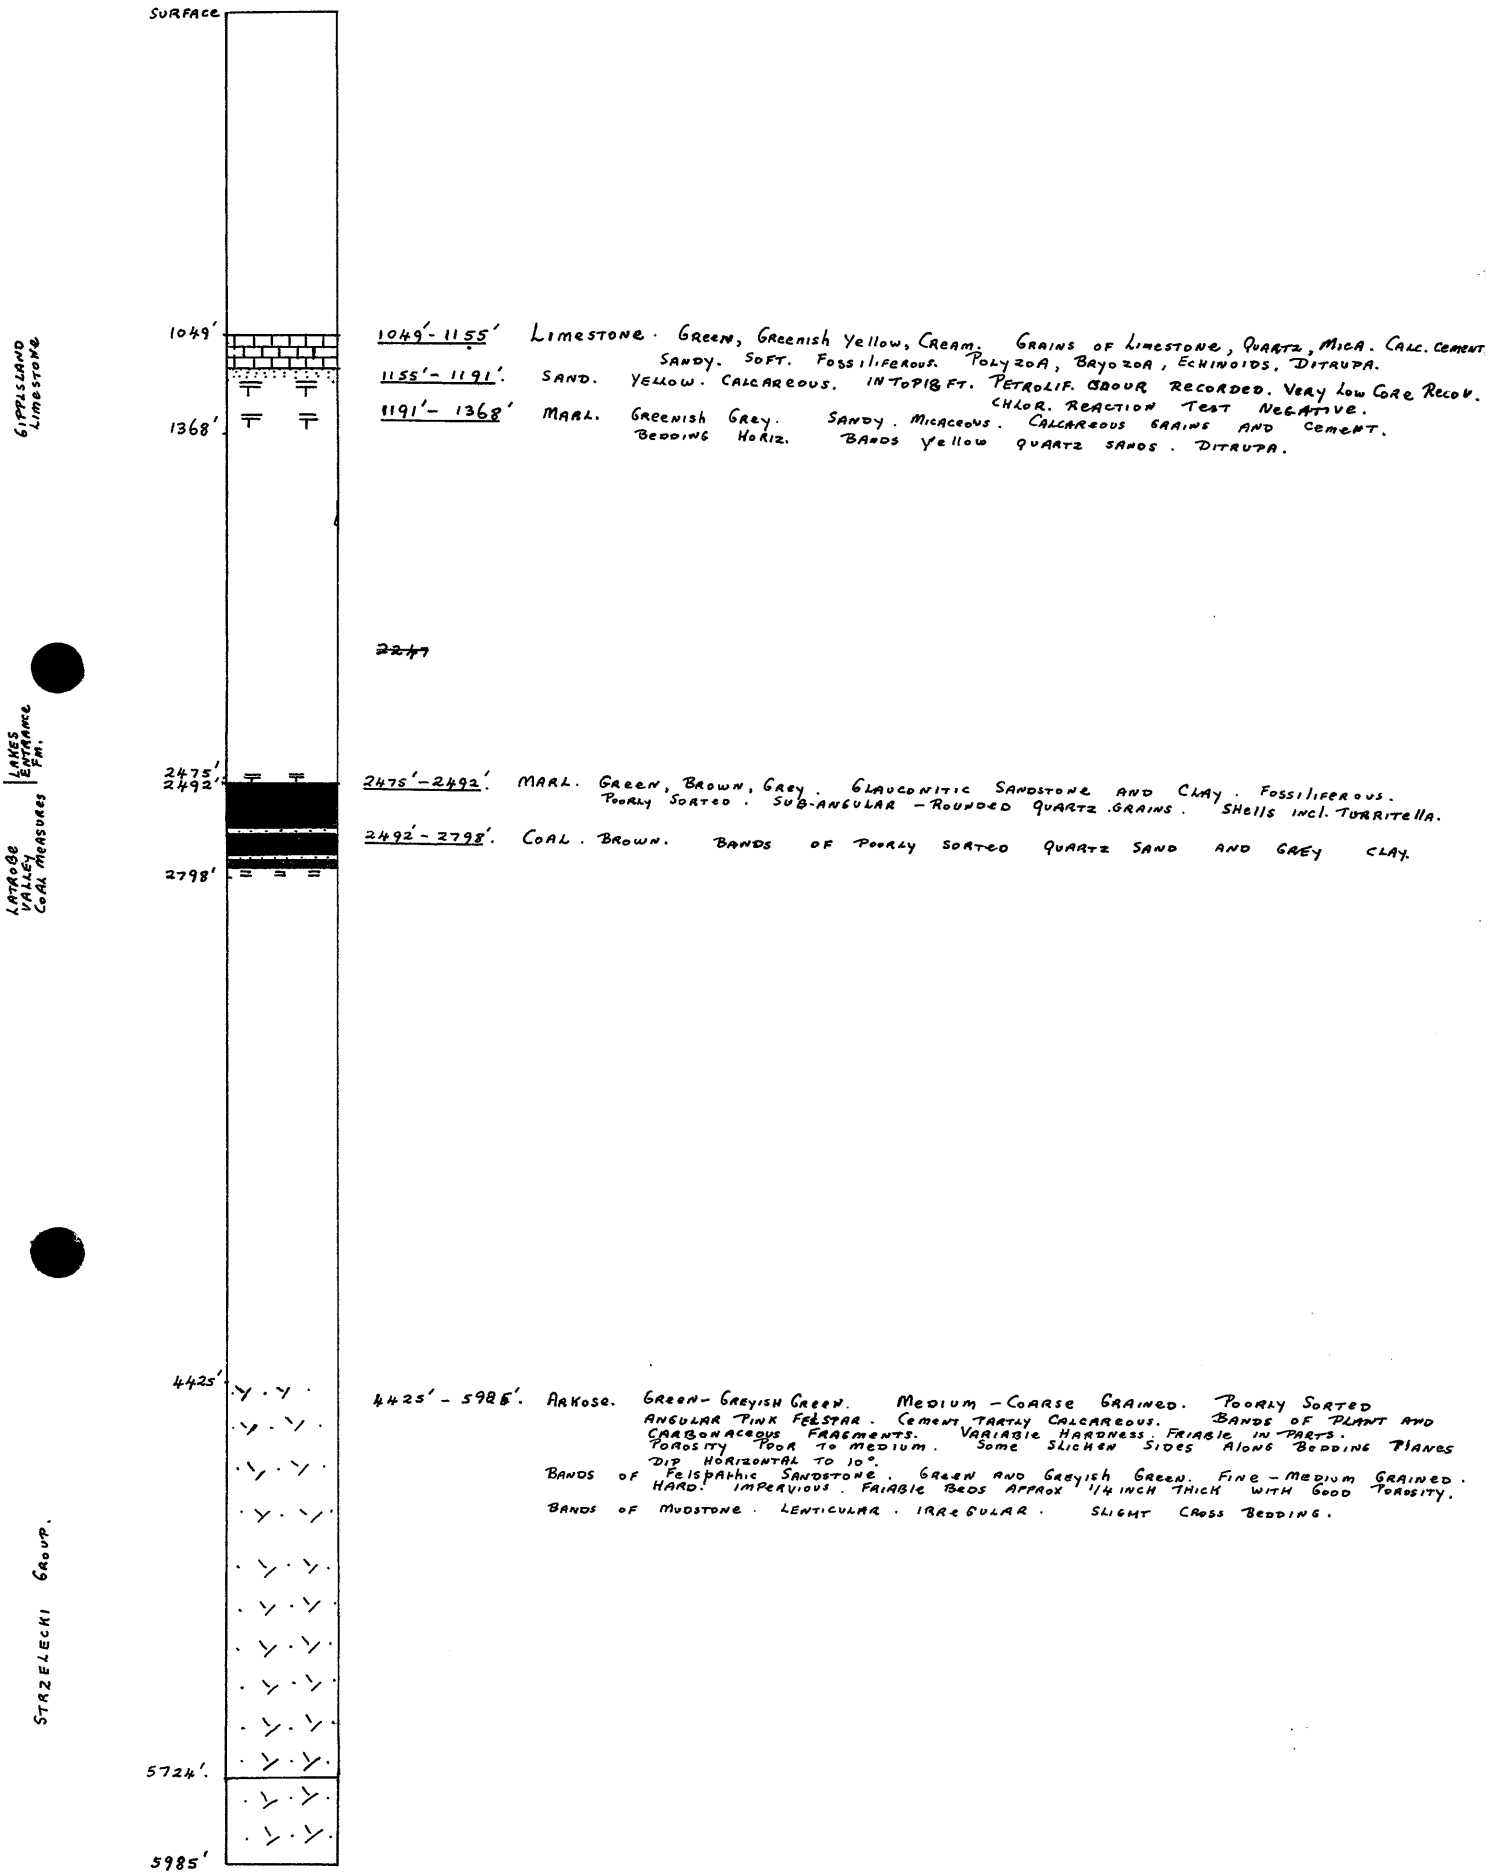 SURFACE
GIPPSLAND
LIMESTONE
1049'
1049'-1155' LIMESTONE. GREEN, GREENISH YELLOW, CREAM. GRAINS OF LIMESTONE, QUARTZ, MICA. CALC. CEMENT
SANDY. SOFT. FOSSILIFEROUS. POLYZOA, BAYOZOA, ECHINOIDS, DITRUPA.
1155'-1191'. SAND. YELLOW. CALCAREOUS. IN TOP 18 FT. PETROLIF. ODOUR RECORDED. VERY LOW CORE RECOV.
CHLOR. REACTION TEST NEGATIVE.
1368'
1191'-1368' MARL. GREENISH GREY. SANDY. MICACEOUS. CALCAREOUS GRAINS AND CEMENT.
BEDDING HORIZ. BANDS YELLOW QUARTZ SANDS. DITRUPA.
2247
LAKES
ENTRANCE
FM.
2475'
2492'
2475'-2492'. MARL. GREEN, BROWN, GREY. GLAUCONITIC SANDSTONE AND CLAY. FOSSILIFEROUS.
POORLY SORTED. SUB-ANGULAR - ROUNDED QUARTZ GRAINS. SHELLS INCL. TURRITELLA.
LATROBE
VALLEY
COAL MEASURES
2492'-2798'. COAL. BROWN. BANDS OF POORLY SORTED QUARTZ SAND AND GREY CLAY.
2798'
4425'
4425'-5985'. ARKOSE. GREEN-GREYISH GREEN. MEDIUM-COARSE GRAINED. POORLY SORTED
ANGULAR PINK FELSPAR. CEMENT PARTLY CALCAREOUS. BANDS OF PLANT AND
CARBONACEOUS FRAGMENTS. VARIABLE HARDNESS. FRIABLE IN PARTS.
POROSITY POOR TO MEDIUM. SOME SLICKEN SIDES ALONG BEDDING PLANES
DIP HORIZONTAL TO 10°.
BANDS OF FELSPATHIC SANDSTONE. GREEN AND GREYISH GREEN. FINE-MEDIUM GRAINED.
HARD. IMPERVIOUS. FRIABLE BEDS APPROX 1/4 INCH THICK WITH GOOD POROSITY.
BANDS OF MUDSTONE. LENTICULAR. IRREGULAR. SLIGHT CROSS BEDDING.
STRZELECKI GROUP.
5724'.
5985'